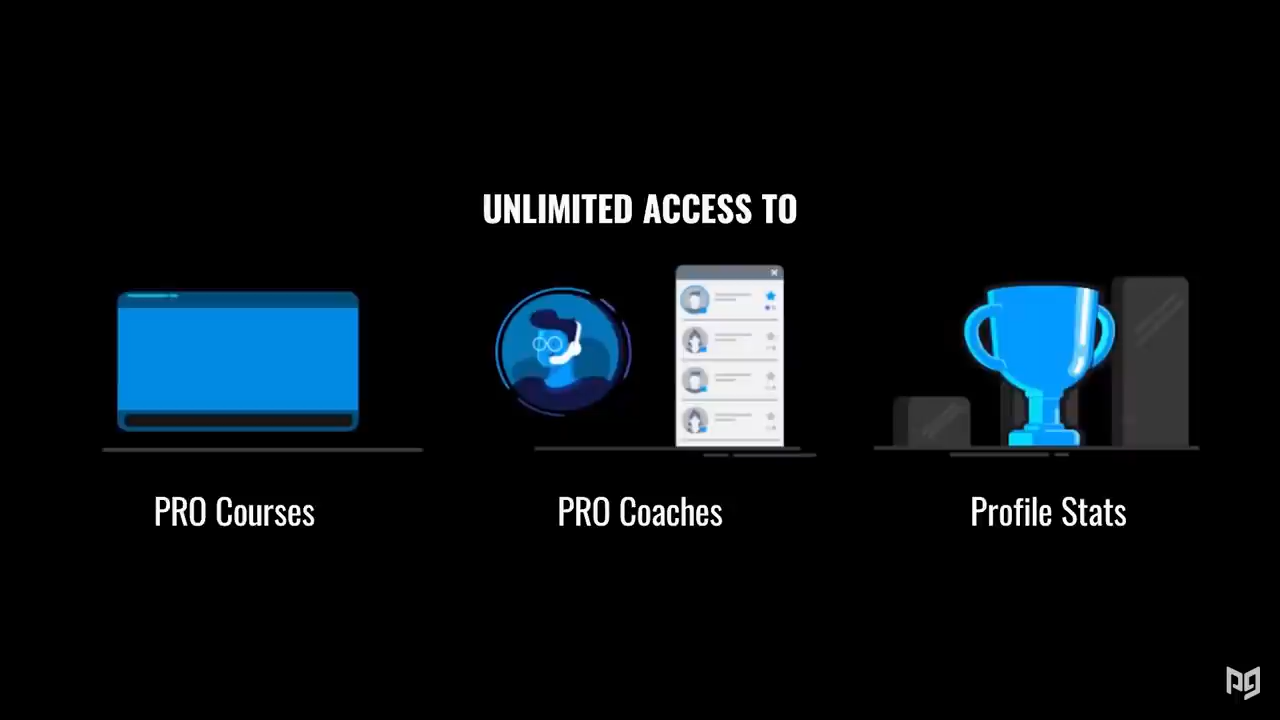 UNLIMITED ACCESS TO
PRO Courses
PRO Coaches
Profile Stats